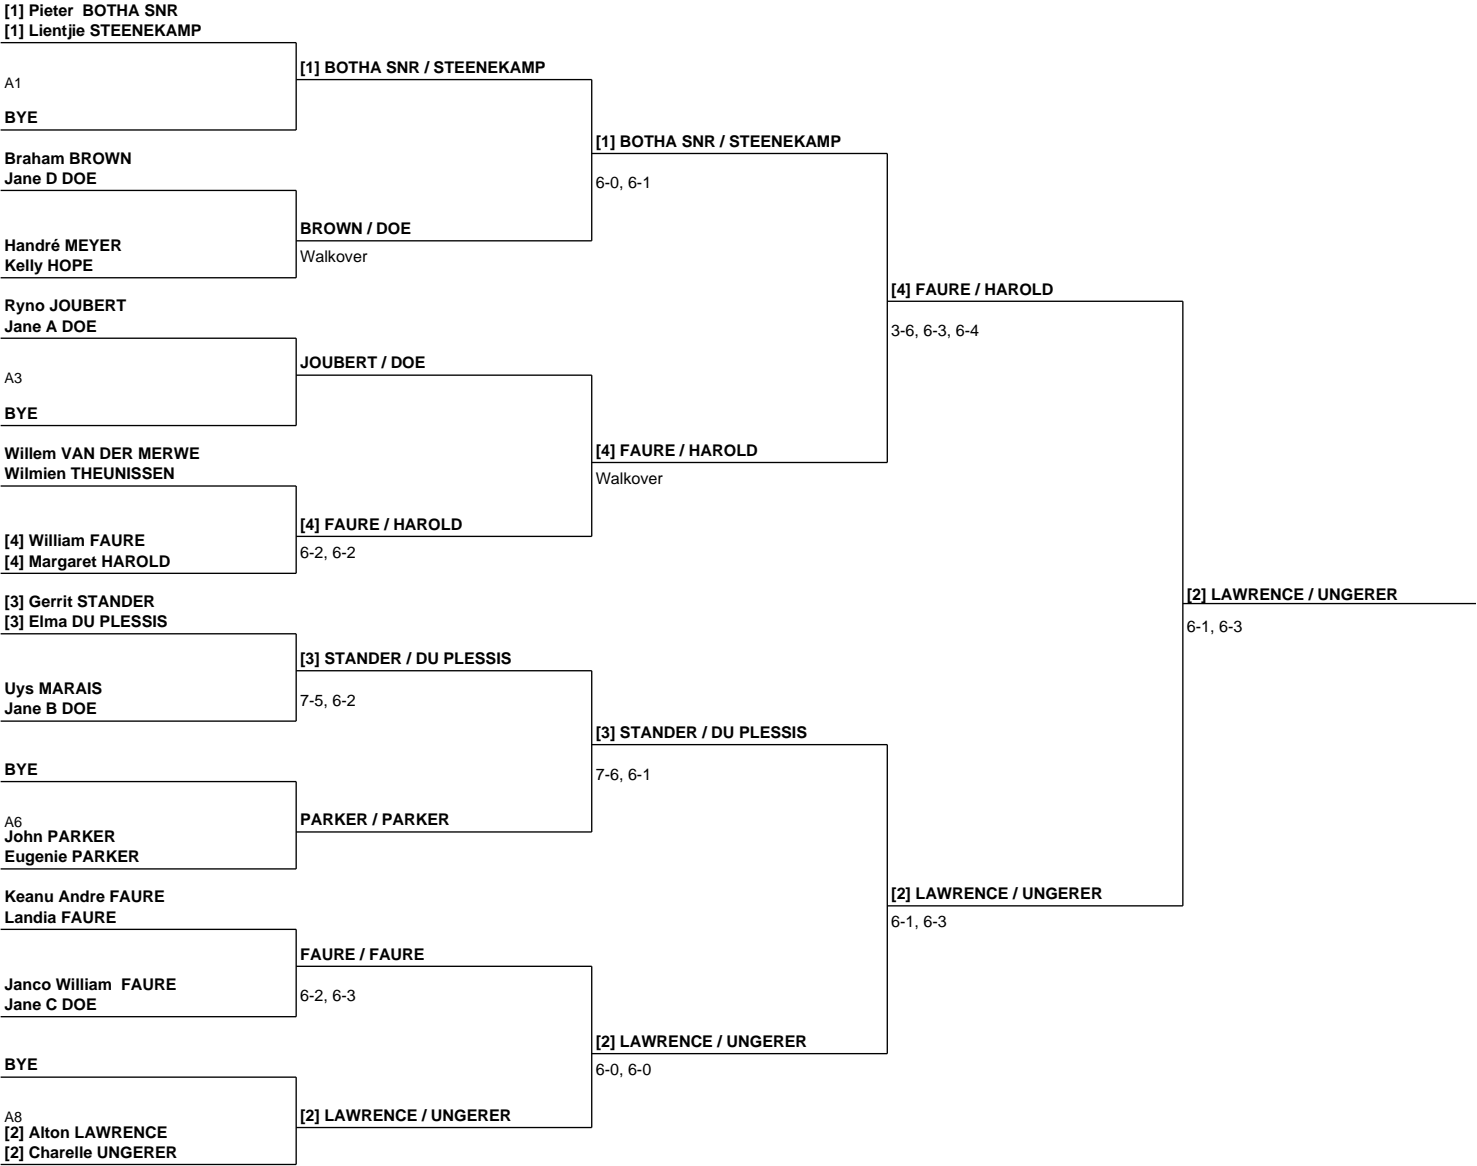 [1] Pieter  BOTHA SNR
[1] Lientjie STEENEKAMP
A1
BYE
Braham BROWN
Jane D DOE
Handré MEYER
Kelly HOPE
Ryno JOUBERT
Jane A DOE
A3
BYE
Willem VAN DER MERWE
Wilmien THEUNISSEN
[4] William FAURE
[4] Margaret HAROLD
[3] Gerrit STANDER
[3] Elma DU PLESSIS
Uys MARAIS
Jane B DOE
BYE
A6
John PARKER
Eugenie PARKER
Keanu Andre FAURE
Landia FAURE
Janco William  FAURE
Jane C DOE
BYE
A8
[2] Alton LAWRENCE
[2] Charelle UNGERER
[1] BOTHA SNR / STEENEKAMP
BROWN / DOE
Walkover
JOUBERT / DOE
[4] FAURE / HAROLD
6-2, 6-2
[3] STANDER / DU PLESSIS
7-5, 6-2
PARKER / PARKER
FAURE / FAURE
6-2, 6-3
[2] LAWRENCE / UNGERER
[1] BOTHA SNR / STEENEKAMP
6-0, 6-1
[4] FAURE / HAROLD
Walkover
[3] STANDER / DU PLESSIS
7-6, 6-1
[2] LAWRENCE / UNGERER
6-0, 6-0
[4] FAURE / HAROLD
3-6, 6-3, 6-4
[2] LAWRENCE / UNGERER
6-1, 6-3
[2] LAWRENCE / UNGERER
6-1, 6-3